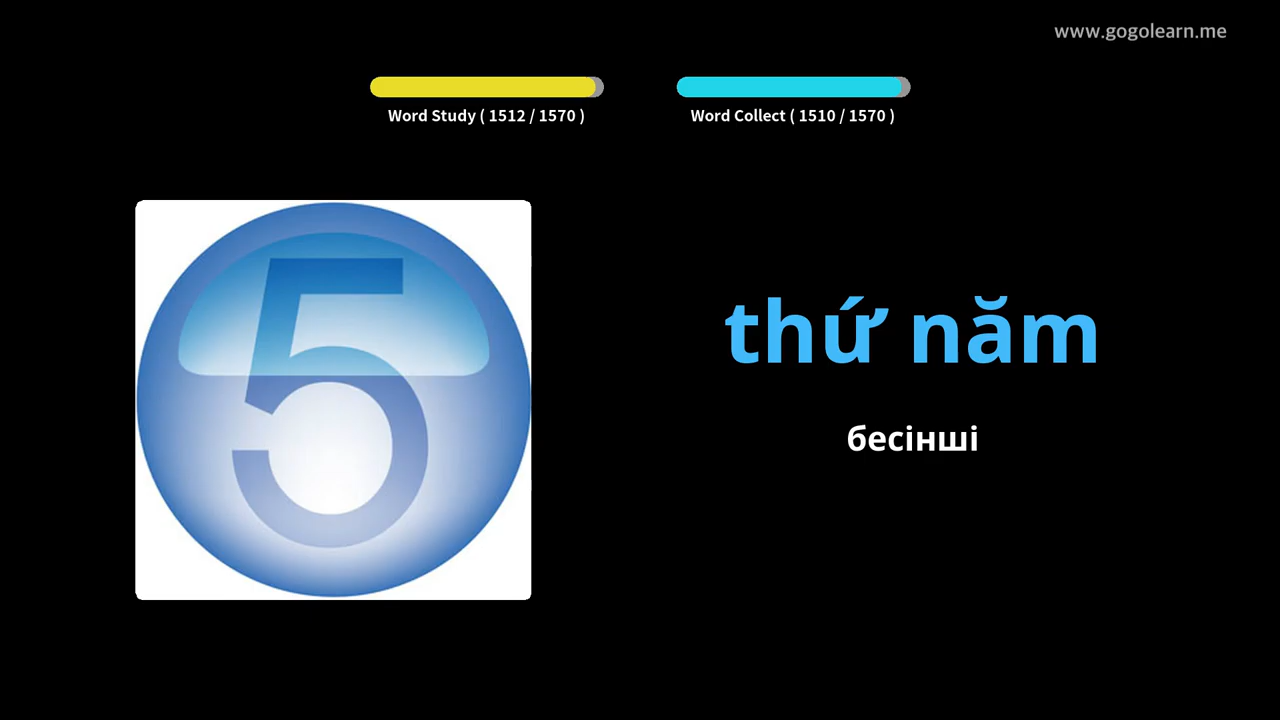 www.gogolearn.me
Word Study ( 1512 / 1570 )
Word Collect ( 1510 / 1570 )
5
thứ năm
бесінші